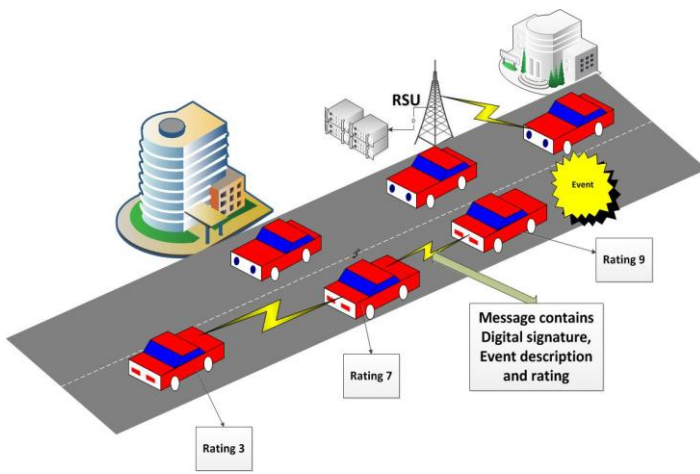 RSU
Event
Rating 9
Message contains
Digital signature,
Event description
and rating
Rating 7
Rating 3